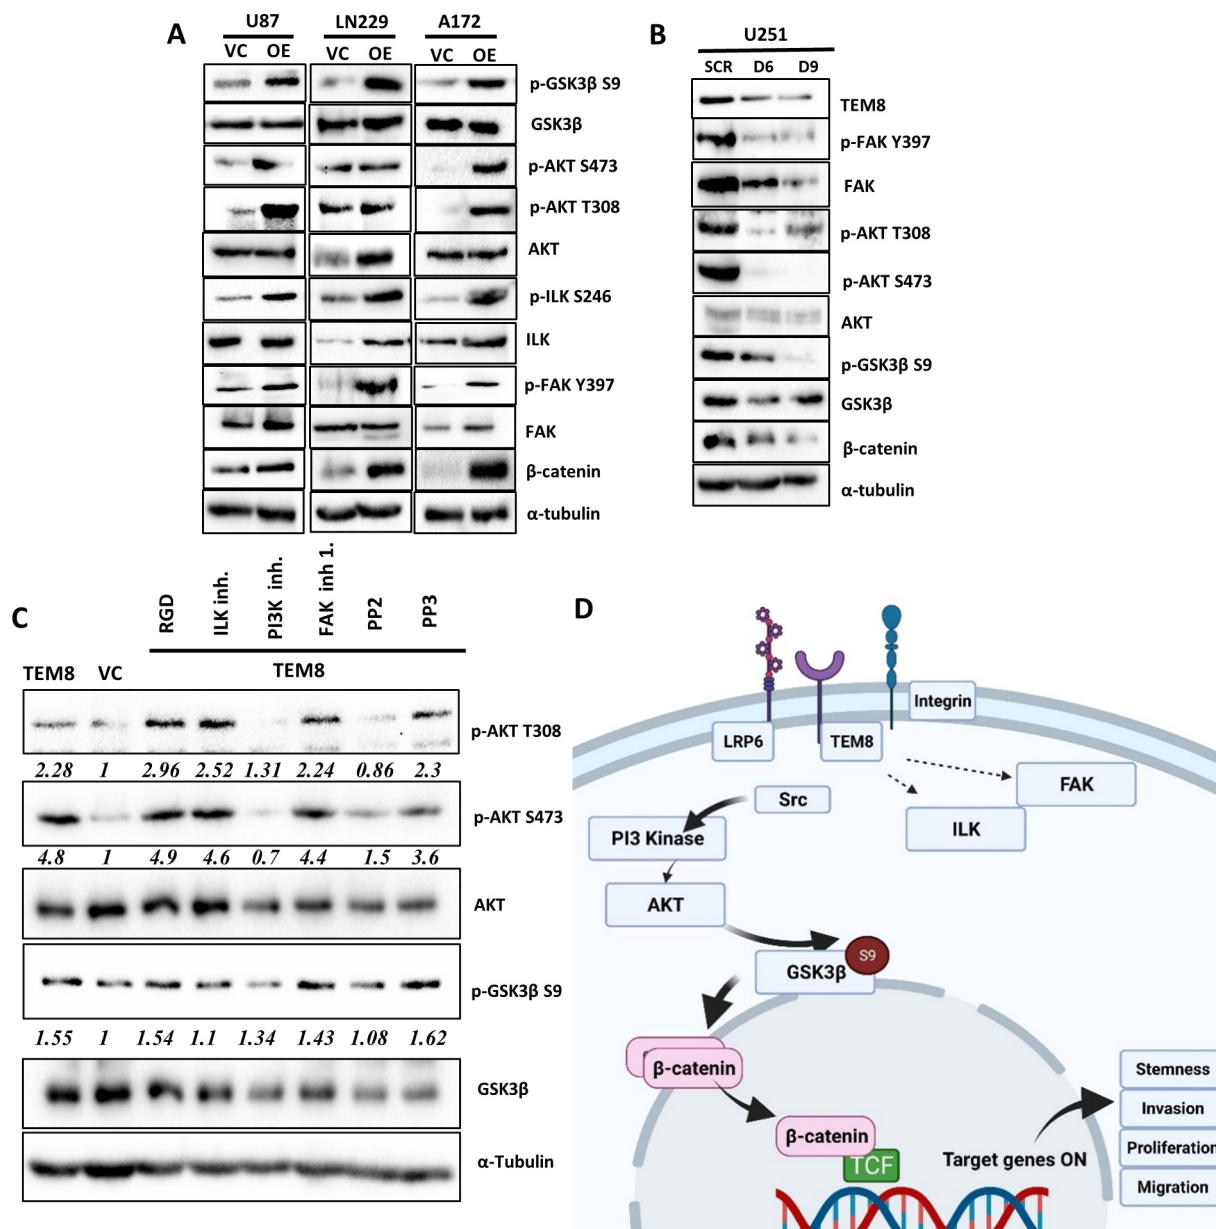 A
U87 LN229 A172
VC OE VC OE VC OE
p-GSK3β S9
GSK3β
p-AKT S473
p-AKT T308
AKT
p-ILK S246
ILK
p-FAK Y397
FAK
β-catenin
α-tubulin
B
U251
SCR D6 D9
TEM8
p-FAK Y397
FAK
p-AKT T308
p-AKT S473
AKT
p-GSK3β S9
GSK3β
β-catenin
α-tubulin
C
RGD
ILK inh.
PI3K inh.
FAK inh 1.
PP2
PP3
TEM8 VC TEM8
p-AKT T308
2.28 1 2.96 2.52 1.31 2.24 0.86 2.3
p-AKT S473
4.8 1 4.9 4.6 0.7 4.4 1.5 3.6
AKT
p-GSK3β S9
1.55 1 1.54 1.1 1.34 1.43 1.08 1.62
GSK3β
α-Tubulin
D
Integrin
LRP6 TEM8
FAK
Src
ILK
PI3 Kinase
AKT
S9
GSK3β
β-catenin
β-catenin
TCF
Target genes ON
Stemness
Invasion
Proliferation
Migration